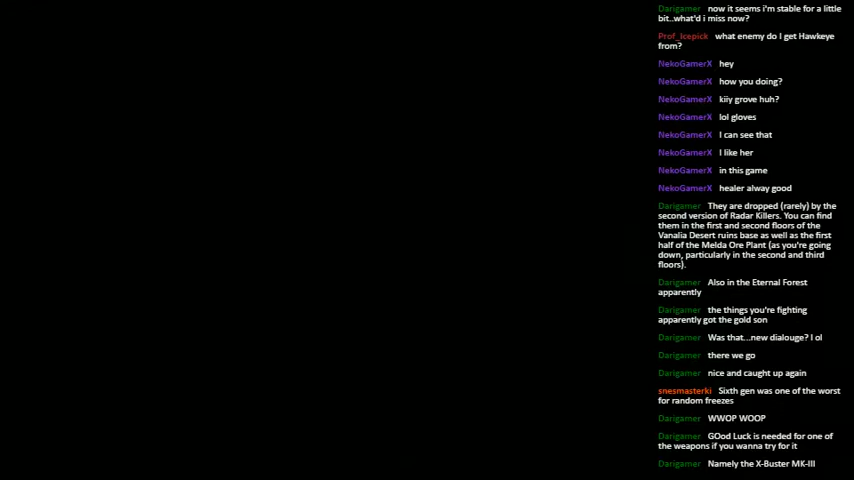 Darigamer now it seems i'm stable for a little
bit..what'd i miss now?
Prof_Icepick what enemy do I get Hawkeye
from?
NekoGamerX hey
NekoGamerX how you doing?
NekoGamerX kiiy grove huh?
NekoGamerX lol gloves
NekoGamerX I can see that
NekoGamerX I like her
NekoGamerX in this game
NekoGamerX healer alway good
Darigamer They are dropped (rarely) by the
second version of Radar Killers. You can find
them in the first and second floors of the
Vanalia Desert ruins base as well as the first
half of the Melda Ore Plant (as you're going
down, particularly in the second and third
floors).
Darigamer Also in the Eternal Forest
apparently
Darigamer the things you're fighting
apparently got the gold son
Darigamer Was that...new dialouge? I ol
Darigamer there we go
Darigamer nice and caught up again
snesmasterki Sixth gen was one of the worst
for random freezes
Darigamer WWOP WOOP
Darigamer GOod Luck is needed for one of
the weapons if you wanna try for it
Darigamer Namely the X-Buster MK-III